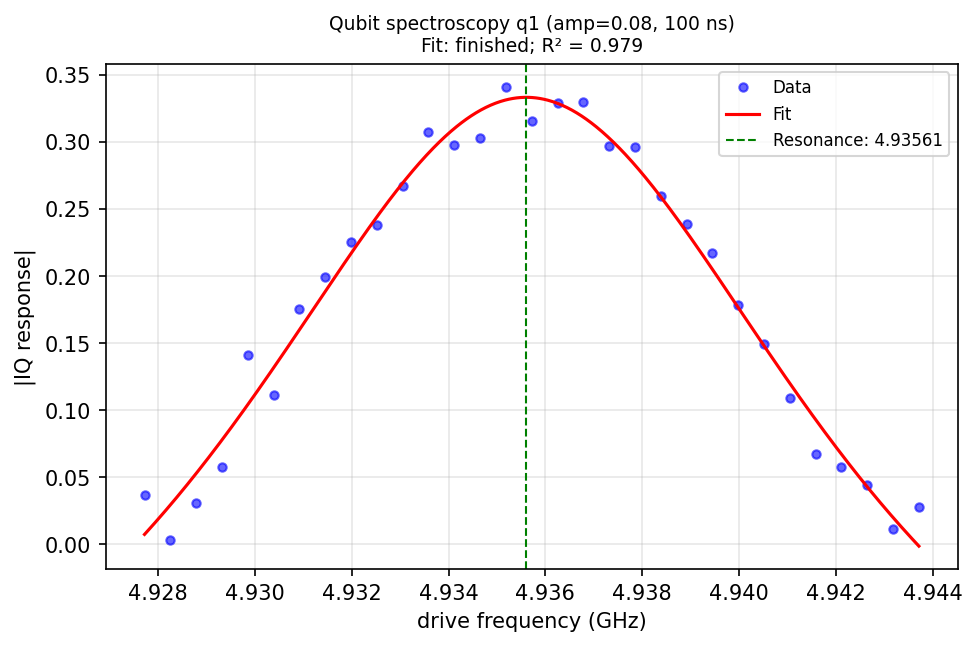 Qubit spectroscopy q1 (amp=0.08, 100 ns)
Fit: finished; R² = 0.979
Data
Fit
Resonance: 4.93561
|IQ response|
0.35
0.30
0.25
0.20
0.15
0.10
0.05
0.00
4.928 4.930 4.932 4.934 4.936 4.938 4.940 4.942 4.944
drive frequency (GHz)